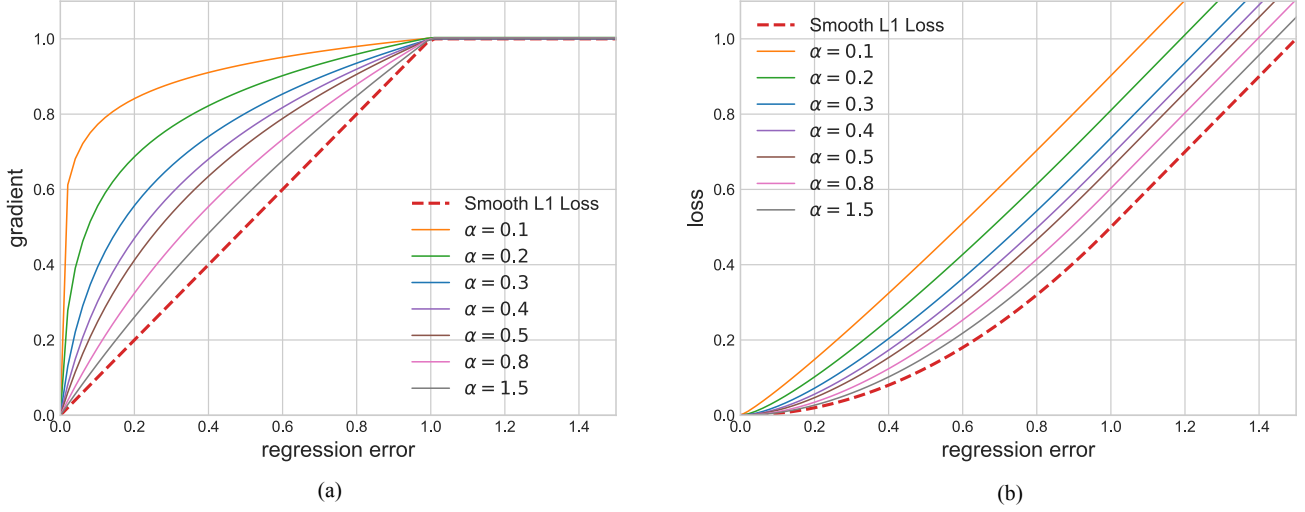 1.0
0.8
0.6
0.4
0.2
0.0
gradient
0.0 0.2 0.4 0.6 0.8 1.0 1.2 1.4
regression error
Smooth L1 Loss
α = 0.1
α = 0.2
α = 0.3
α = 0.4
α = 0.5
α = 0.8
α = 1.5
(a)
1.0
0.8
0.6
0.4
0.2
0.0
loss
0.0 0.2 0.4 0.6 0.8 1.0 1.2 1.4
regression error
Smooth L1 Loss
α = 0.1
α = 0.2
α = 0.3
α = 0.4
α = 0.5
α = 0.8
α = 1.5
(b)